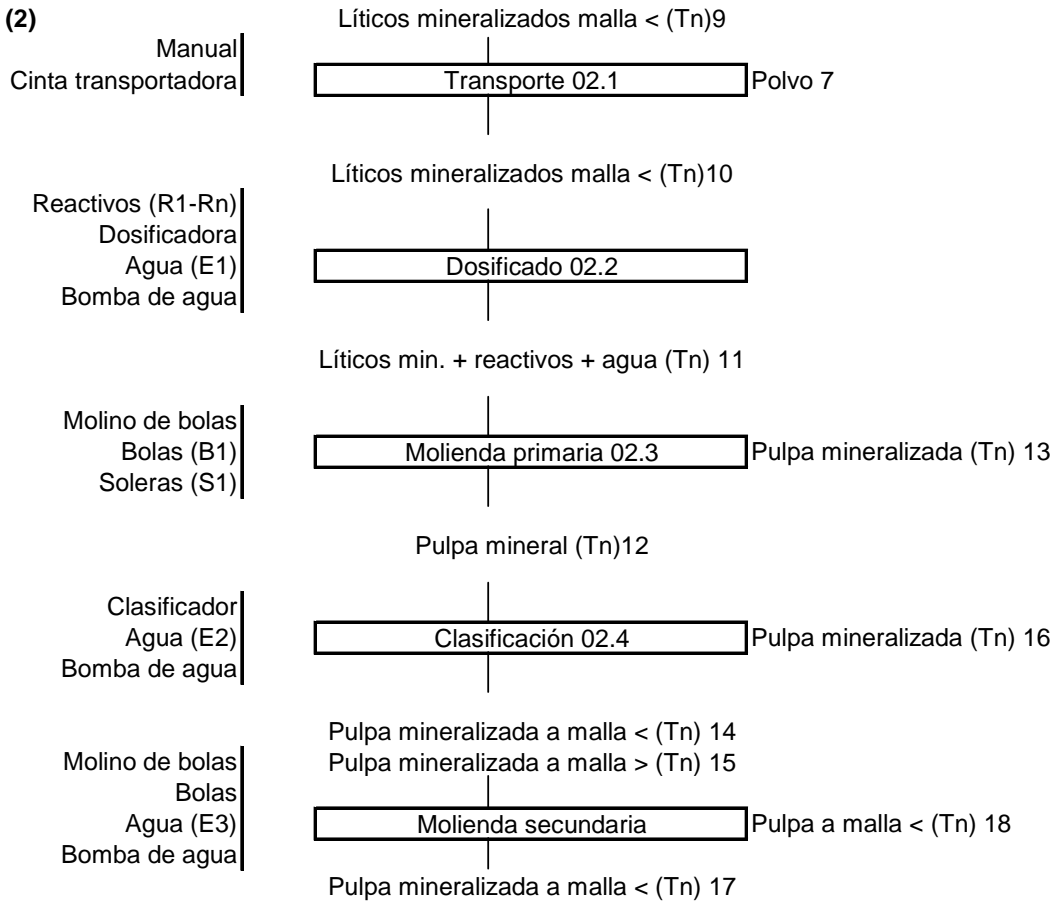 (2)
Líticos mineralizados malla < (Tn)9
Manual
Cinta transportadora
Transporte 02.1
Polvo 7
Líticos mineralizados malla < (Tn)10
Reactivos (R1-Rn)
Dosificadora
Agua (E1)
Bomba de agua
Dosificado 02.2
Líticos min. + reactivos + agua (Tn) 11
Molino de bolas
Bolas (B1)
Soleras (S1)
Molienda primaria 02.3
Pulpa mineralizada (Tn) 13
Pulpa mineral (Tn)12
Clasificador
Agua (E2)
Bomba de agua
Clasificación 02.4
Pulpa mineralizada (Tn) 16
Pulpa mineralizada a malla < (Tn) 14
Pulpa mineralizada a malla > (Tn) 15
Molino de bolas
Bolas
Agua (E3)
Bomba de agua
Molienda secundaria
Pulpa a malla < (Tn) 18
Pulpa mineralizada a malla < (Tn) 17